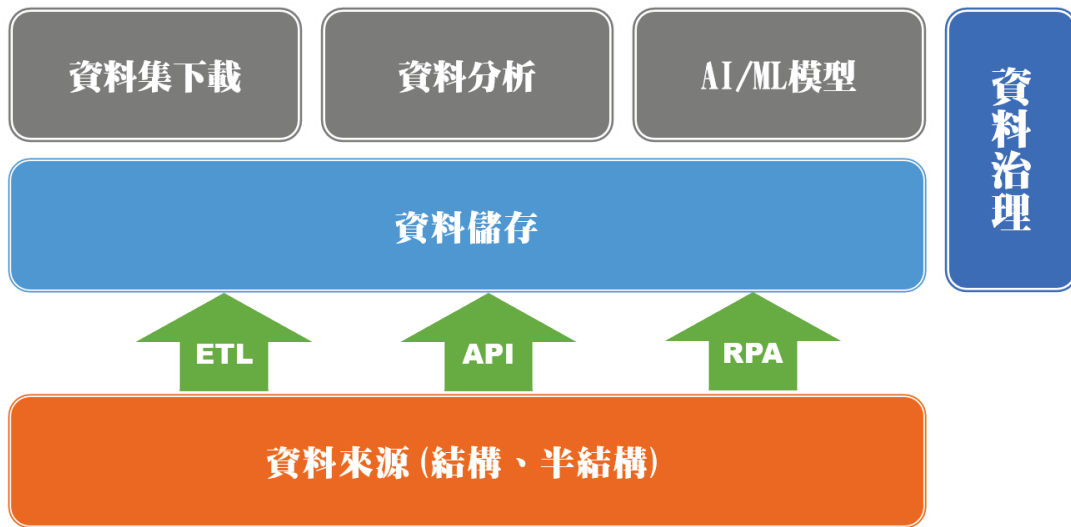 資料集下載
資料分析
AI/ML模型
資料治理
資料儲存
ETL
API
RPA
資料來源(結構、半結構)